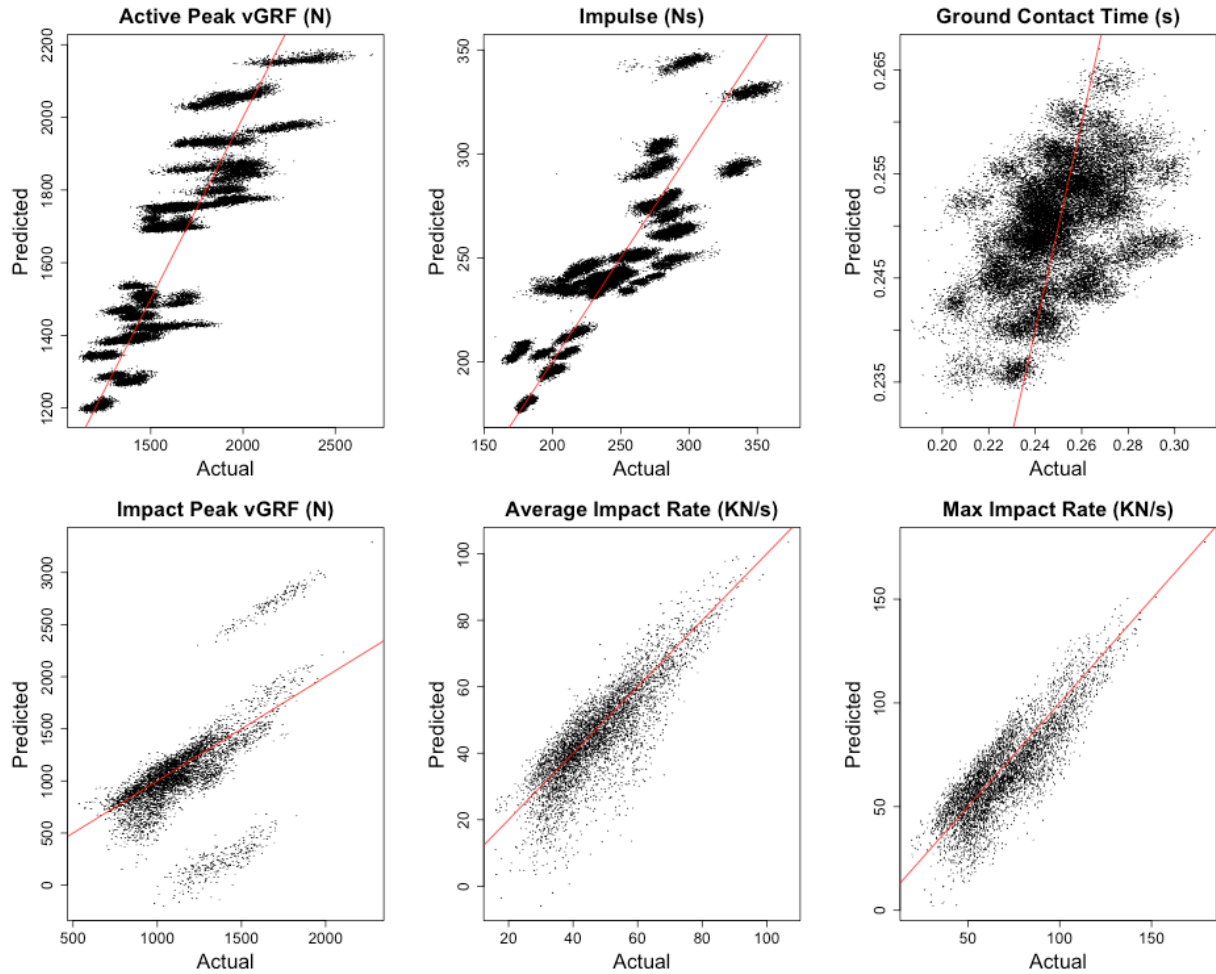 Active Peak vGRF (N)
Predicted
1200 1400 1600 1800 2000 2200
1500 2000 2500
Actual
Impulse (Ns)
Predicted
200 250 300 350
150 200 250 300 350
Actual
Ground Contact Time (s)
Predicted
0.235 0.245 0.255 0.265
0.20 0.22 0.24 0.26 0.28 0.30
Actual
Impact Peak vGRF (N)
Predicted
0 500 1000 1500 2000 2500 3000
500 1000 1500 2000
Actual
Average Impact Rate (KN/s)
Predicted
0 20 40 60 80 100
20 40 60 80 100
Actual
Max Impact Rate (KN/s)
Predicted
0 50 100 150
50 100 150
Actual